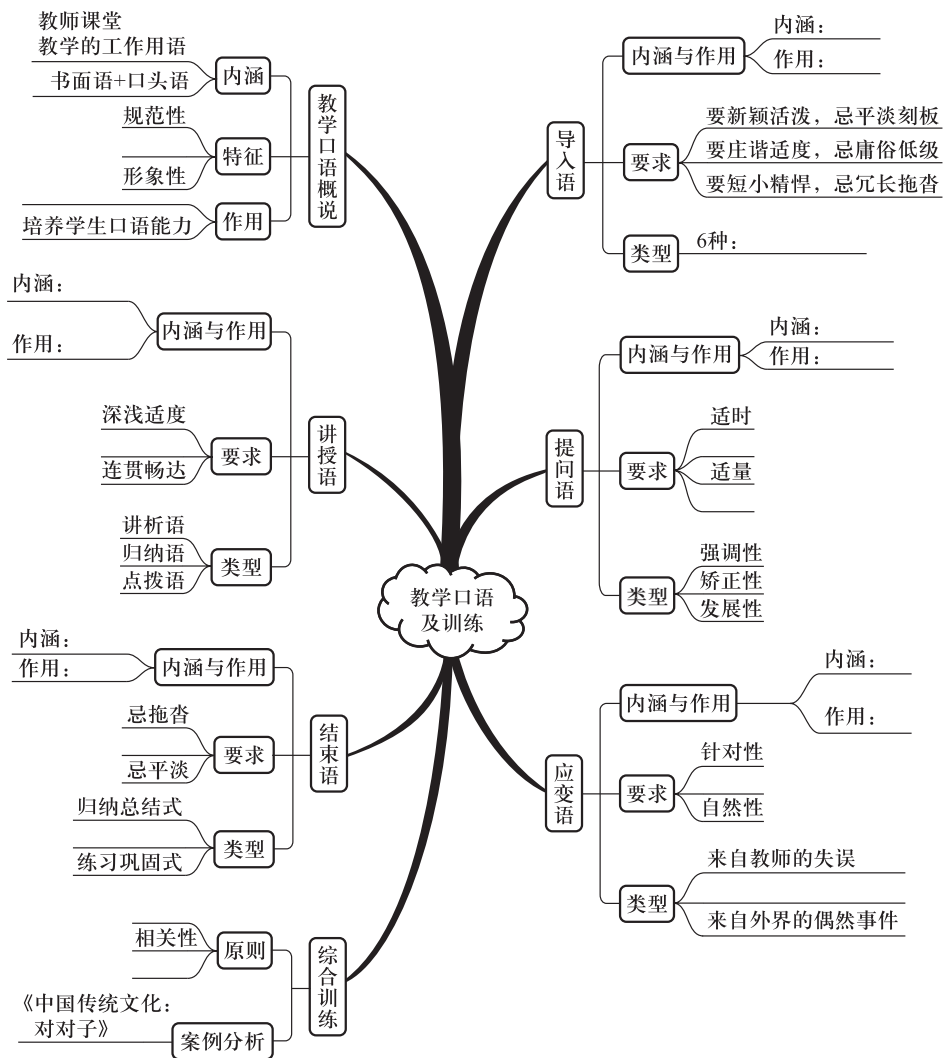 教学口语
及训练
教学口语概说
内涵
教师课堂
教学的工作用语
书面语+口头语
特征
规范性
形象性
作用
培养学生口语能力
讲授语
内涵与作用
内涵：
作用：
要求
深浅适度
连贯畅达
类型
讲析语
归纳语
点拨语
结束语
内涵与作用
内涵：
作用：
要求
忌拖沓
忌平淡
类型
归纳总结式
练习巩固式
综合训练
原则
相关性
案例分析
《中国传统文化：
对对子》
导入语
内涵与作用
内涵：
作用：
要求
要新颖活泼，忌平淡刻板
要庄谐适度，忌庸俗低级
要短小精悍，忌冗长拖沓
类型
6种：
提问语
内涵与作用
内涵：
作用：
要求
适时
适量
类型
强调性
矫正性
发展性
应变语
内涵与作用
内涵：
作用：
要求
针对性
自然性
类型
来自教师的失误
来自外界的偶然事件